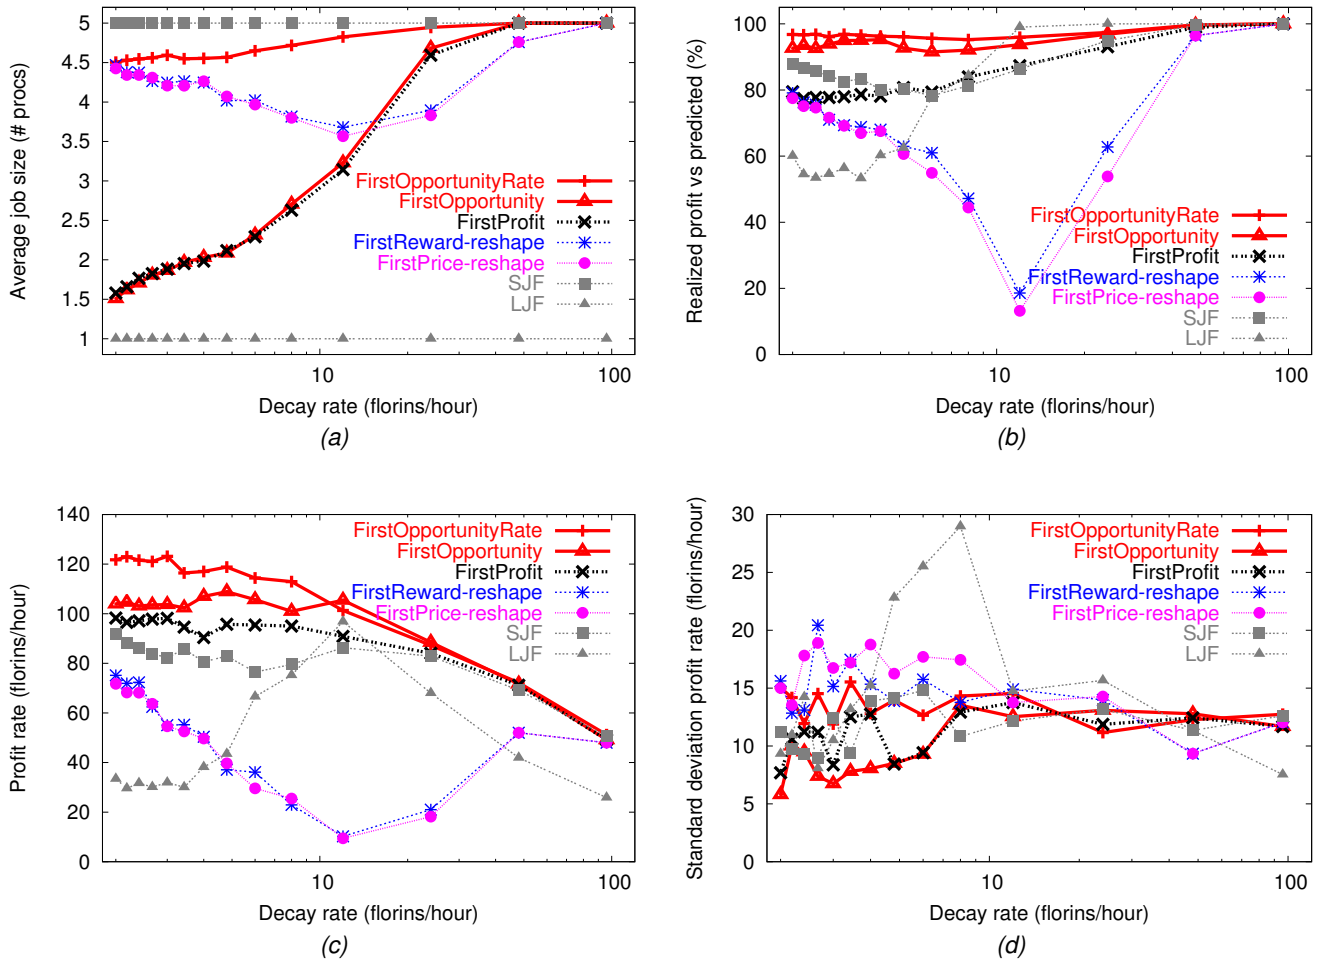 5
4.5
4
3.5
3
2.5
2
1.5
1
Average job size (# procs)
FirstOpportunityRate
FirstOpportunity
FirstProfit
FirstReward-reshape
FirstPrice-reshape
SJF
LJF
10
100
Decay rate (florins/hour)
(a)
100
80
60
40
20
0
Realized profit vs predicted (%)
FirstOpportunityRate
FirstOpportunity
FirstProfit
FirstReward-reshape
FirstPrice-reshape
SJF
LJF
10
100
Decay rate (florins/hour)
(b)
140
120
100
80
60
40
20
0
Profit rate (florins/hour)
FirstOpportunityRate
FirstOpportunity
FirstProfit
FirstReward-reshape
FirstPrice-reshape
SJF
LJF
10
100
Decay rate (florins/hour)
(c)
30
25
20
15
10
5
0
Standard deviation profit rate (florins/hour)
FirstOpportunityRate
FirstOpportunity
FirstProfit
FirstReward-reshape
FirstPrice-reshape
SJF
LJF
10
100
Decay rate (florins/hour)
(d)